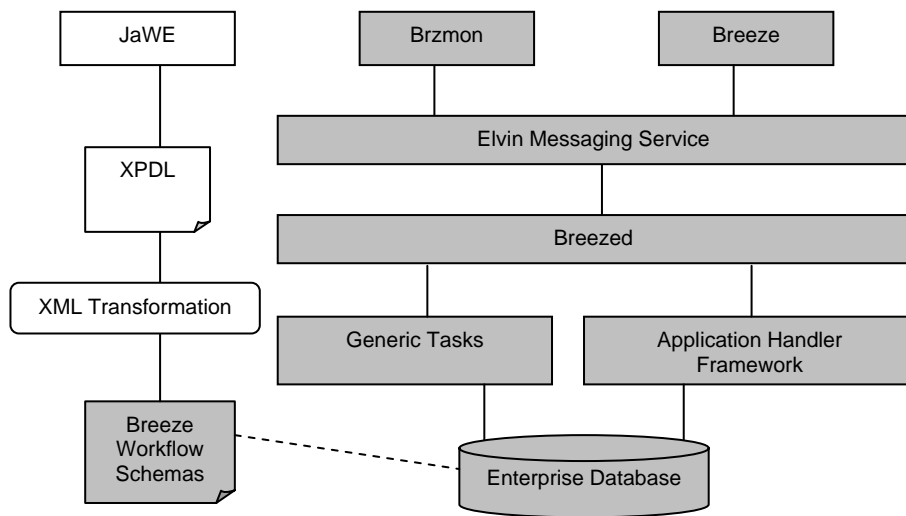 JaWE
Brzmon
Breeze
Elvin Messaging Service
XPDL
Breezed
XML Transformation
Generic Tasks
Application Handler
Framework
Breeze
Workflow
Schemas
Enterprise Database